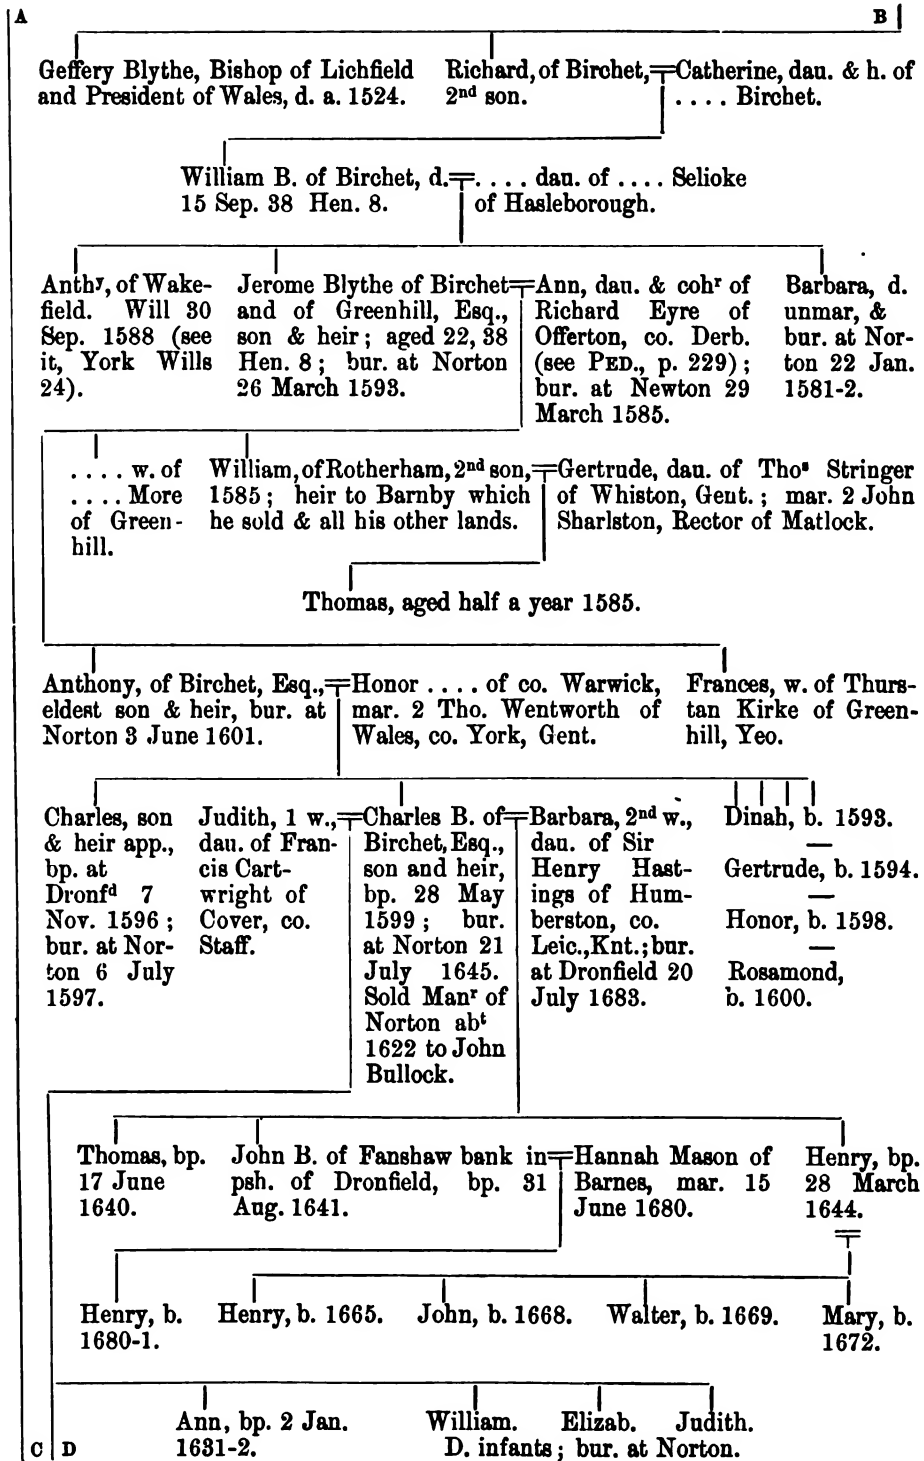 A B
Geffery Blythe, Bishop of Lichfield
and President of Wales, d. a. 1524.
Richard, of Birchet,
2nd son.
Catherine, dau. & h. of
. . . . Birchet.
William B. of Birchet, d.
15 Sep. 38 Hen. 8.
. . . . dau. of . . . . Selioke
of Hasleborough.
Anthy, of Wake-
field. Will 30
Sep. 1588 (see
it, York Wills
24).
Jerome Blythe of Birchet
and of Greenhill, Esq.,
son & heir; aged 22, 38
Hen. 8; bur. at Norton
26 March 1593.
Ann, dau. & cohr of
Richard Eyre of
Offerton, co. Derb.
(see PED., p. 229);
bur. at Newton 29
March 1585.
Barbara, d.
unmar, &
bur. at Nor-
ton 22 Jan.
1581-2.
. . . . w. of
. . . . More
of Green-
hill.
William, of Rotherham, 2nd son,
1585; heir to Barnby which
he sold & all his other lands.
Gertrude, dau. of Thos Stringer
of Whiston, Gent.; mar. 2 John
Sharlston, Rector of Matlock.
Thomas, aged half a year 1585.
Anthony, of Birchet, Esq.,
eldest son & heir, bur. at
Norton 3 June 1601.
Honor . . . . of co. Warwick,
mar. 2 Tho. Wentworth of
Wales, co. York, Gent.
Frances, w. of Thurs-
tan Kirke of Green-
hill, Yeo.
Charles, son
& heir app.,
bp. at
Dronfd 7
Nov. 1596;
bur. at Nor-
ton 6 July
1597.
Judith, 1 w.,
dau. of Fran-
cis Cart-
wright of
Cover, co.
Staff.
Charles B. of
Birchet, Esq.,
son and heir,
bp. 28 May
1599; bur.
at Norton 21
July 1645.
Sold Manr of
Norton abt
1622 to John
Bullock.
Barbara, 2nd w.,
dau. of Sir
Henry Hast-
ings of Hum-
berston, co.
Leic., Knt.; bur.
at Dronfield 20
July 1683.
Dinah, b. 1593.
—
Gertrude, b. 1594.
—
Honor, b. 1598.
—
Rosamond,
b. 1600.
Thomas, bp.
17 June
1640.
John B. of Fanshaw bank in
psh. of Dronfield, bp. 31
Aug. 1641.
Hannah Mason of
Barnes, mar. 15
June 1680.
Henry, bp.
28 March
1644.
Henry, b.
1680-1.
Henry, b. 1665.
John, b. 1668.
Walter, b. 1669.
Mary, b.
1672.
Ann, bp. 2 Jan.
1631-2.
William. Elizab. Judith.
D. infants; bur. at Norton.
C D